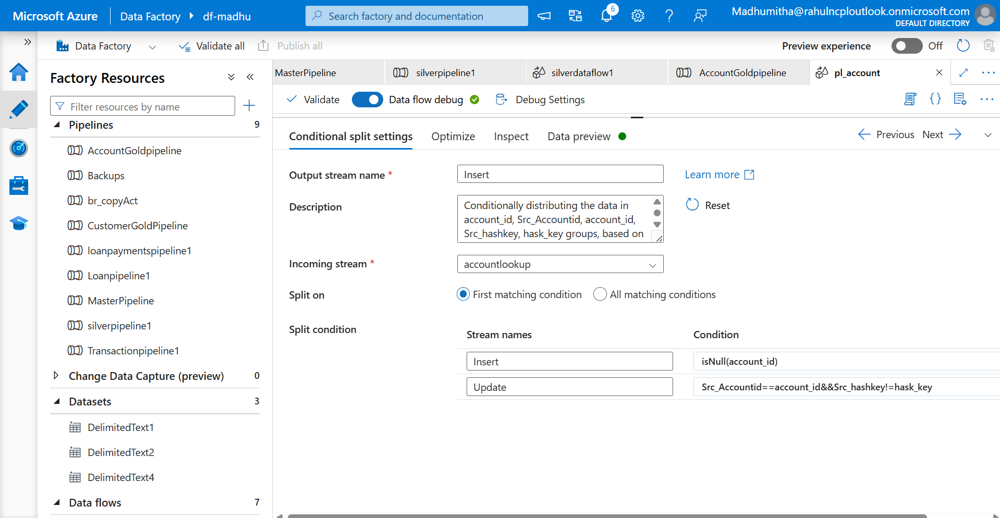 Microsoft Azure
Data Factory
df-madhu
Search factory and documentation
6
Madhumitha@rahulncploutlook.onmicrosoft.com
DEFAULT DIRECTORY
Data Factory
Validate all
Publish all
Preview experience
Off
Factory Resources
Filter resources by name
Pipelines 9
AccountGoldpipeline
Backups
br_copyAct
CustomerGoldPipeline
loanpaymentspipeline1
Loanpipeline1
MasterPipeline
silverpipeline1
Transactionpipeline1
Change Data Capture (preview) 0
Datasets 3
DelimitedText1
DelimitedText2
DelimitedText4
Data flows 7
MasterPipeline
silverpipeline1
silverdataflow1
AccountGoldpipeline
pl_account
Validate
Data flow debug
Debug Settings
Conditional split settings
Optimize
Inspect
Data preview
Previous
Next
Output stream name *
Insert
Learn more
Description
Conditionally distributing the data in
account_id, Src_Accountid, account_id,
Src_hashkey, hask_key groups, based on
Reset
Incoming stream *
accountlookup
Split on
First matching condition
All matching conditions
Split condition
Stream names
Condition
Insert
isNull(account_id)
Update
Src_Accountid==account_id&&Src_hashkey!=hask_key